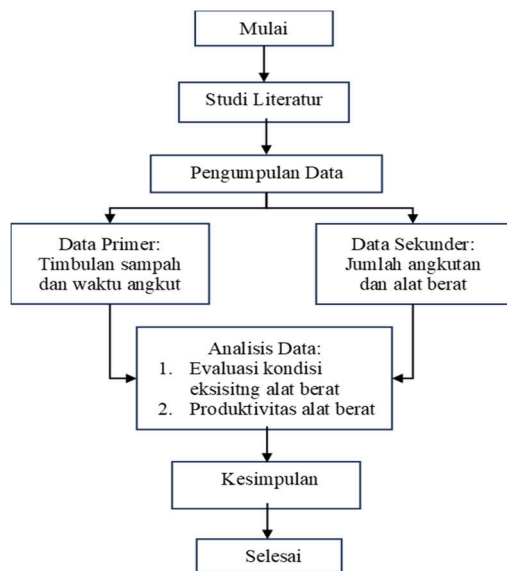 Mulai
Studi Literatur
Pengumpulan Data
Data Primer:
Timbulan sampah
dan waktu angkut
Data Sekunder:
Jumlah angkutan
dan alat berat
Analisis Data:
1. Evaluasi kondisi
eksisitng alat berat
2. Produktivitas alat berat
Kesimpulan
Selesai